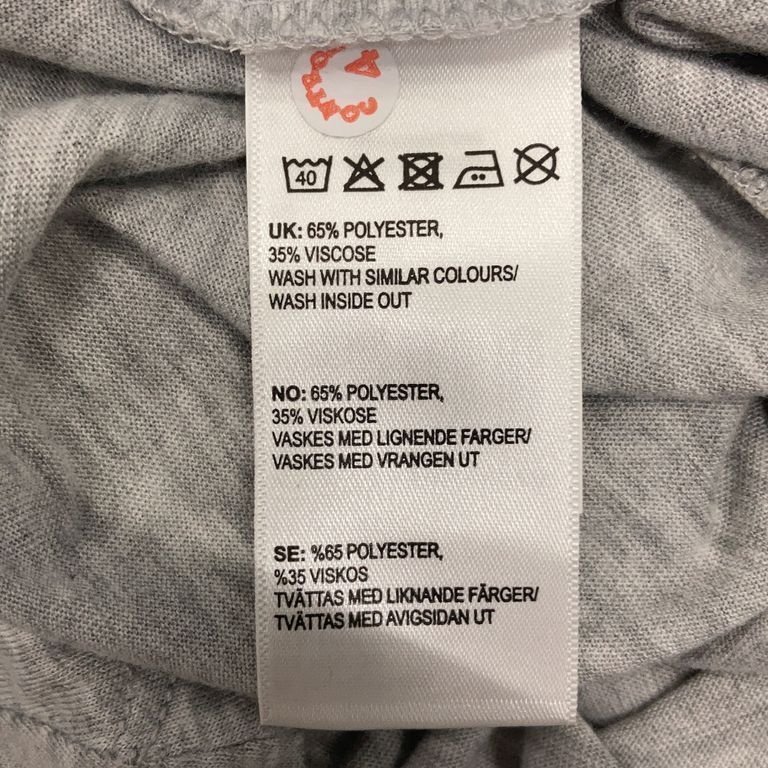 40
UK: 65% POLYESTER,
35% VISCOSE
WASH WITH SIMILAR COLOURS/
WASH INSIDE OUT
NO: 65% POLYESTER,
35% VISKOSE
VASKES MED LIGNENDE FARGER/
VASKES MED VRANGEN UT
SE: %65 POLYESTER,
%35 VISKOS
TVÄTTAS MED LIKNANDE FÄRGER/
TVÄTTAS MED AVIGSIDAN UT